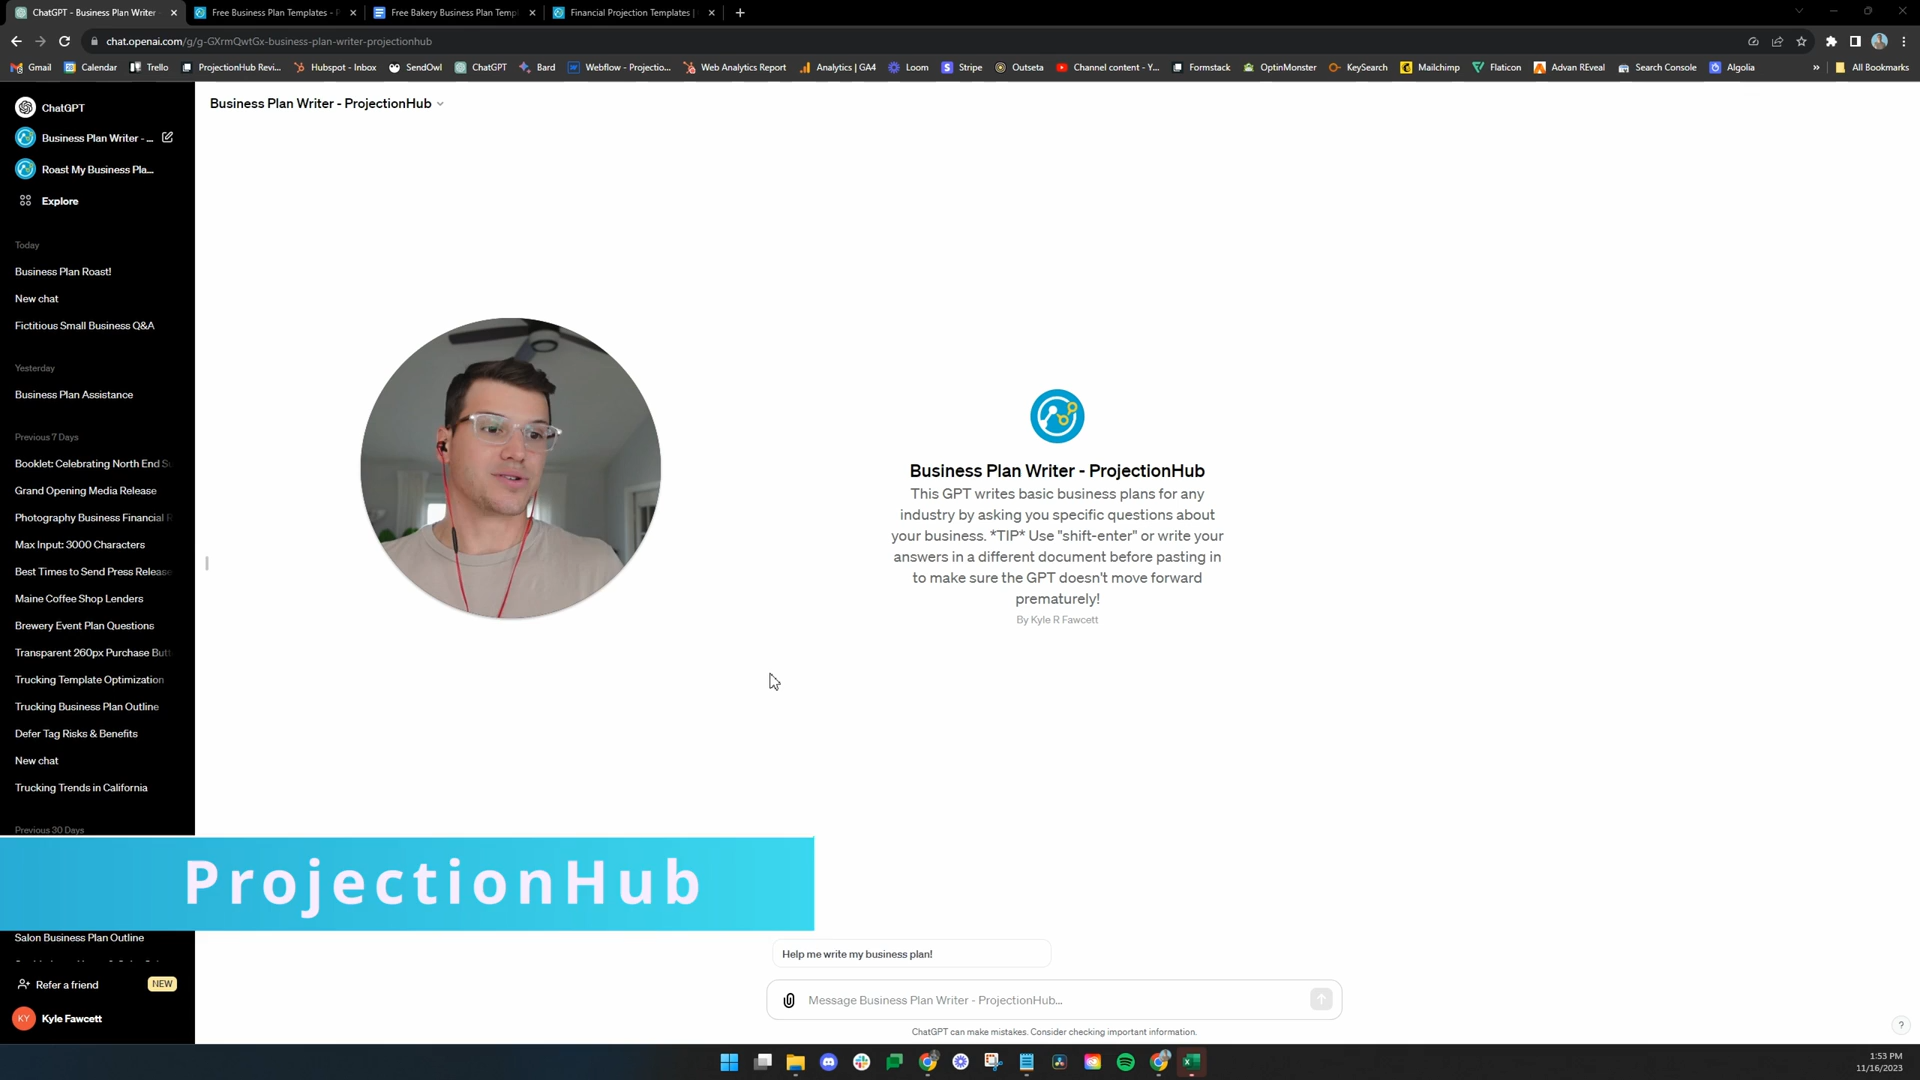 ChatGPT - Business Plan Writer
Free Business Plan Templates - P
Free Bakery Business Plan Templ
Financial Projection Templates |
chat.openai.com/g/g-GXrmQwtGx-business-plan-writer-projectionhub
Gmail
Calendar
Trello
ProjectionHub Revi...
Hubspot - Inbox
SendOwl
ChatGPT
Bard
Webflow - Projectio...
Web Analytics Report
Analytics | GA4
Loom
Stripe
Outseta
Channel content - Y...
Formstack
OptinMonster
KeySearch
Mailchimp
Flaticon
Advan REveal
Search Console
Algolia
»
All Bookmarks
ChatGPT
Business Plan Writer - ...
Roast My Business Pla...
Explore
Today
Business Plan Roast!
New chat
Fictitious Small Business Q&A
Yesterday
Business Plan Assistance
Previous 7 Days
Booklet: Celebrating North End Su
Grand Opening Media Release
Photography Business Financial R
Max Input: 3000 Characters
Best Times to Send Press Release
Maine Coffee Shop Lenders
Brewery Event Plan Questions
Transparent 260px Purchase Butt
Trucking Template Optimization
Trucking Business Plan Outline
Defer Tag Risks & Benefits
New chat
Trucking Trends in California
Previous 30 Days
Salon Business Plan Outline
Refer a friend
NEW
KY
Kyle Fawcett
Business Plan Writer - ProjectionHub
Business Plan Writer - ProjectionHub
This GPT writes basic business plans for any
industry by asking you specific questions about
your business. *TIP* Use "shift-enter" or write your
answers in a different document before pasting in
to make sure the GPT doesn't move forward
prematurely!
By Kyle R Fawcett
ProjectionHub
Help me write my business plan!
Message Business Plan Writer - ProjectionHub...
ChatGPT can make mistakes. Consider checking important information.
?
1:53 PM
11/16/2023